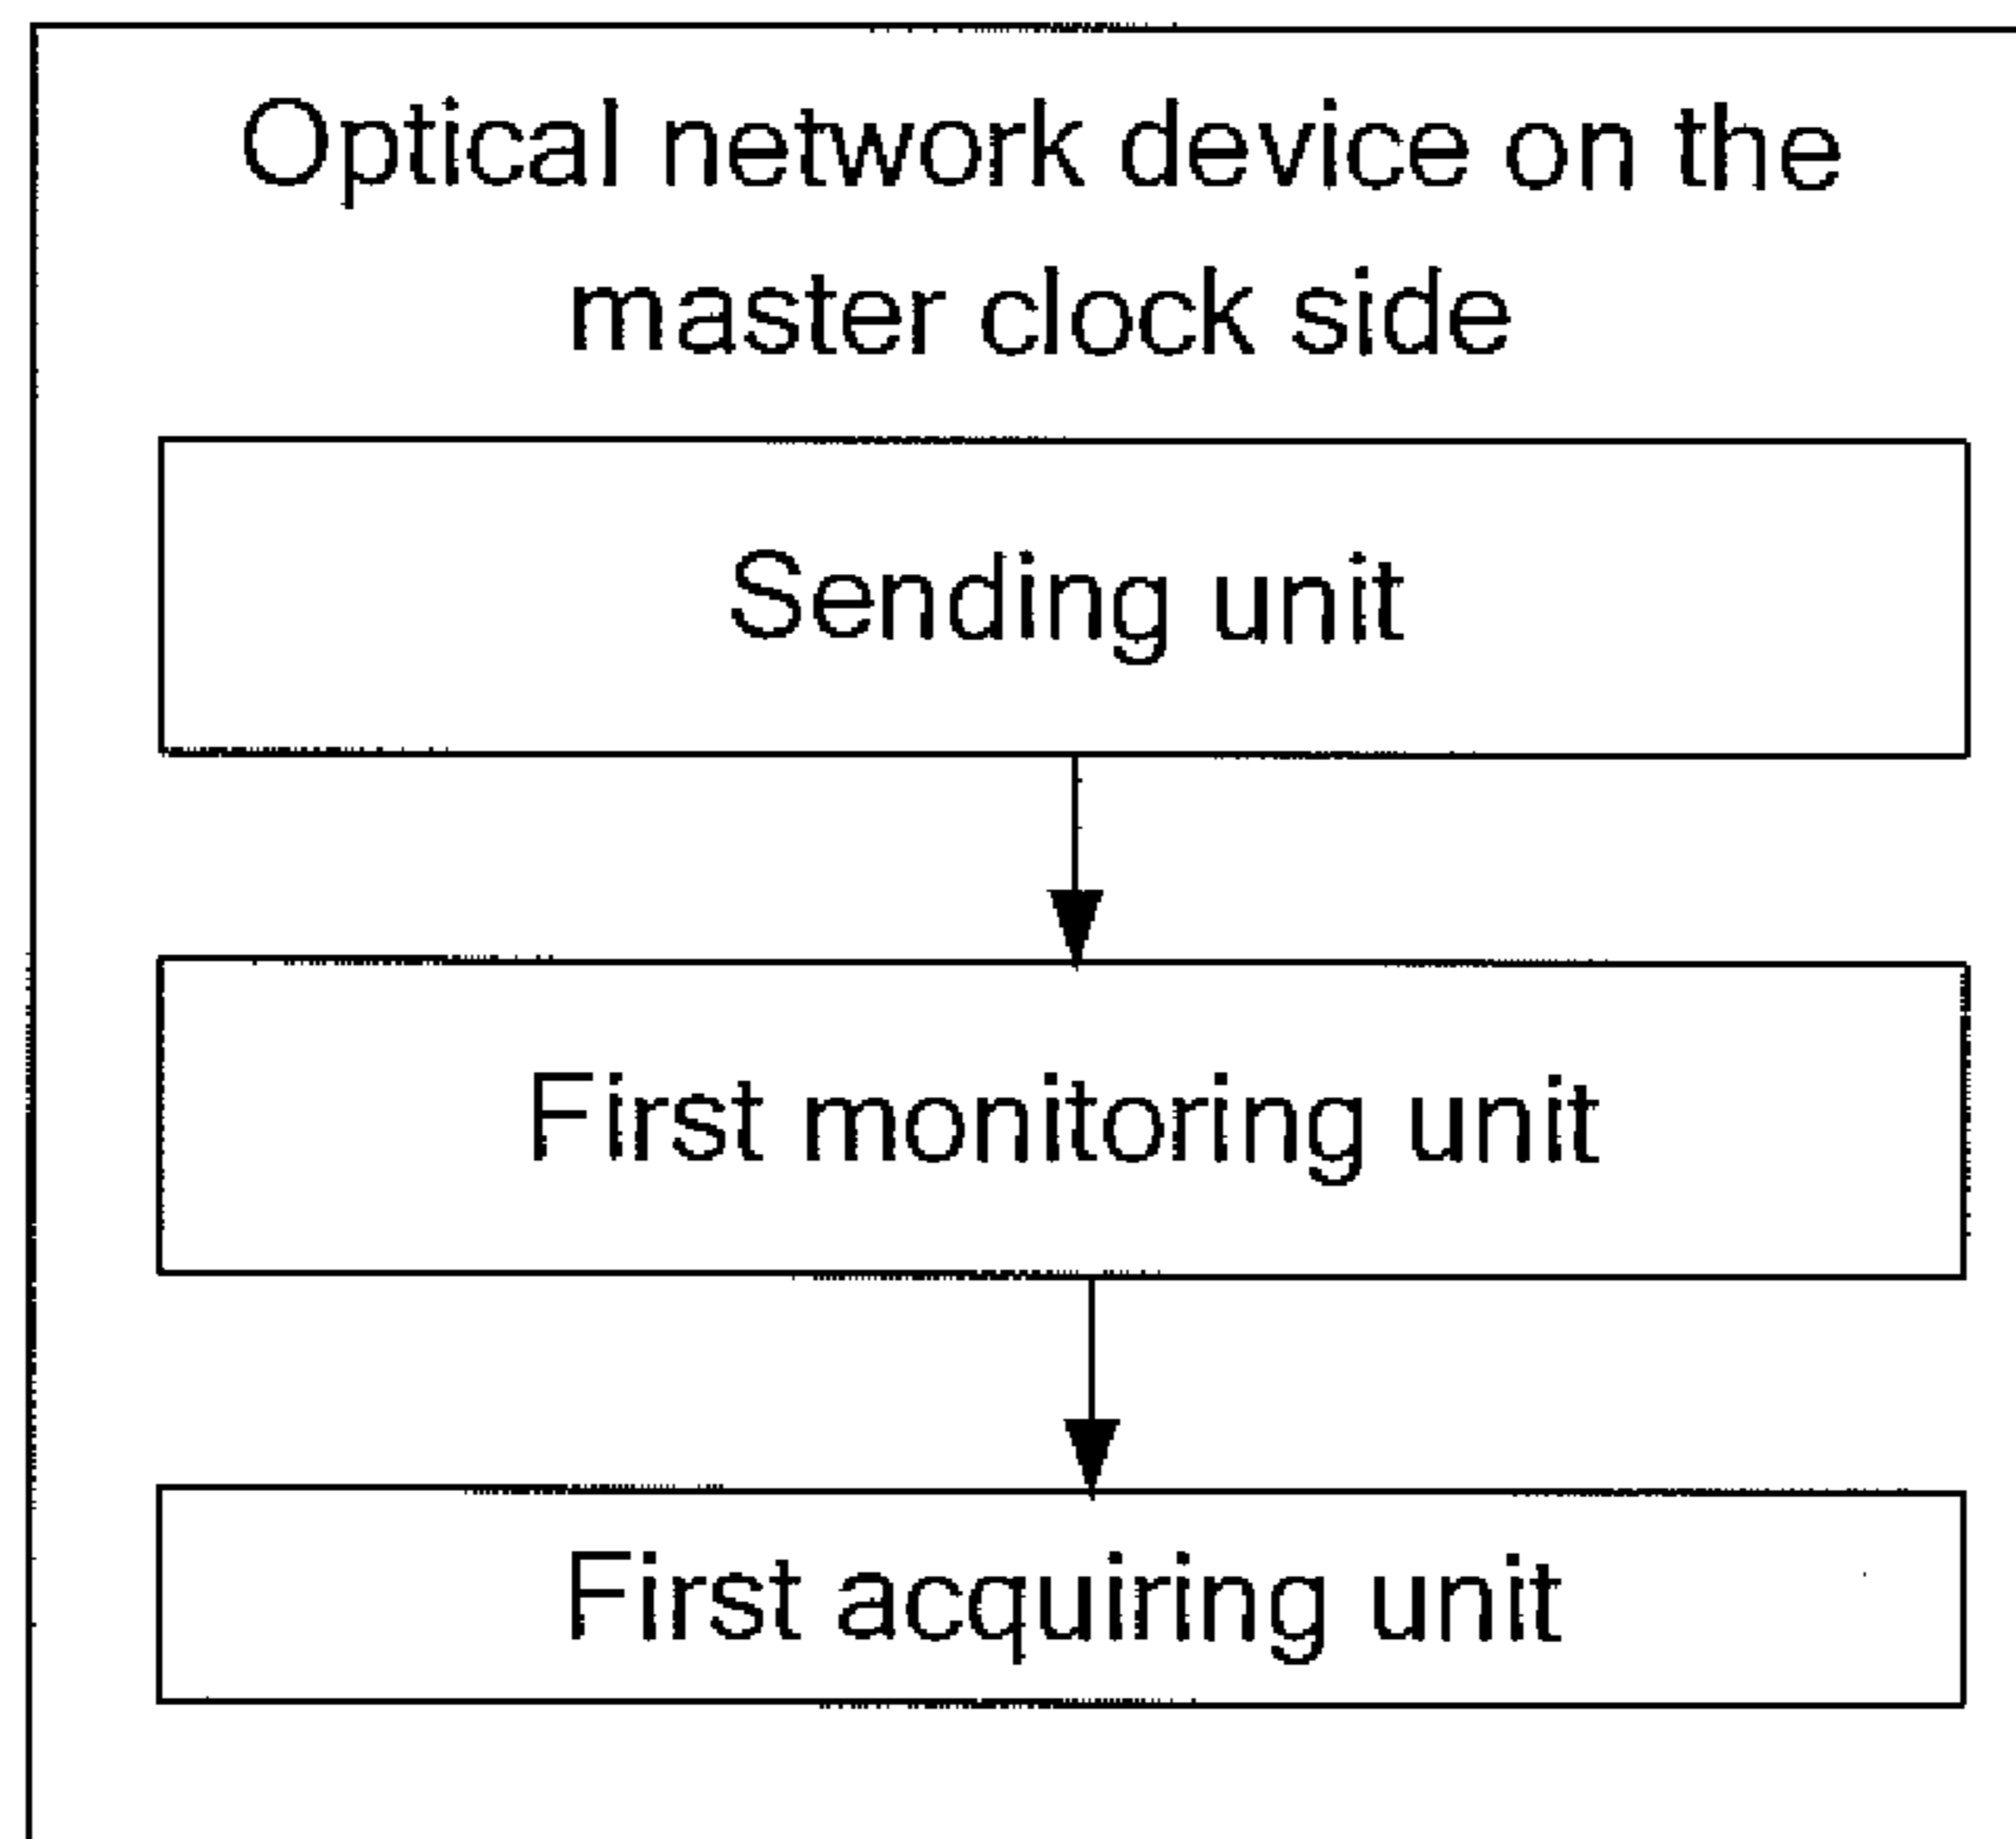 Optical network device on the
master clock side
Sending unit
First monitoring unit
First acquiring unit